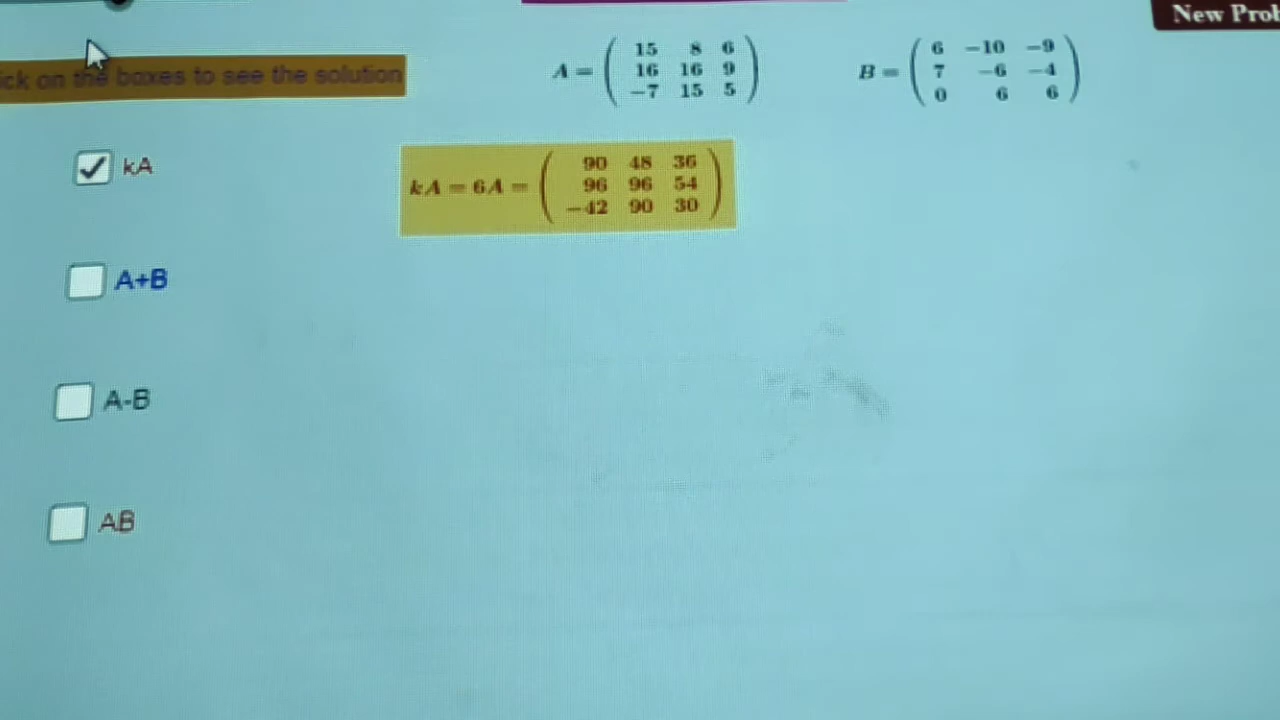 New Prob
ick on the boxes to see the solution
A = ( 15 8 6
16 16 9
-7 15 5 )
B = ( 6 -10 -9
7 -6 -4
0 6 6 )
kA
kA = 6A = ( 90 48 36
96 96 54
-42 90 30 )
A+B
A-B
AB